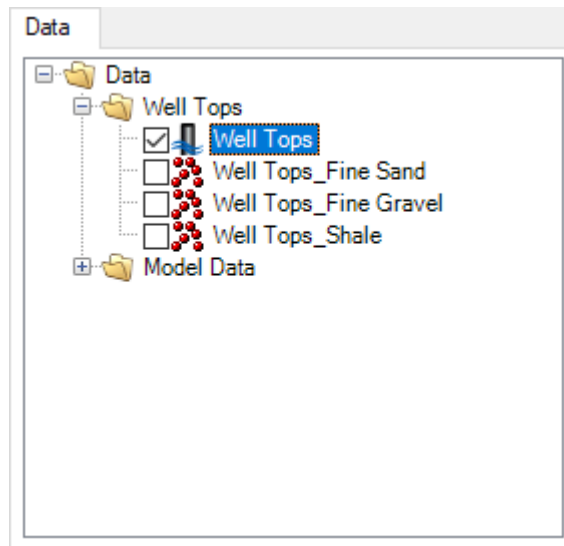 Data
Data
Well Tops
Well Tops
Well Tops_Fine Sand
Well Tops_Fine Gravel
Well Tops_Shale
Model Data